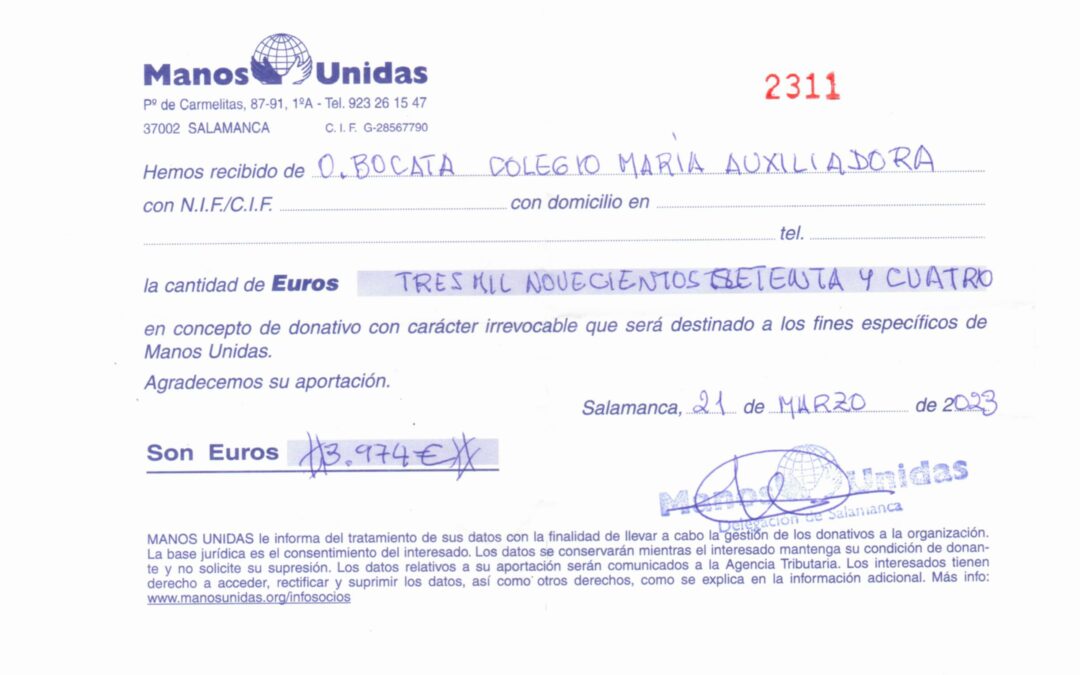 Manos Unidas
2311
Pº de Carmelitas, 87-91, 1ºA - Tel. 923 26 15 47
37002 SALAMANCA C. I. F. G-28567790
Hemos recibido de O. BOCATA COLEGIO MARÍA AUXILIADORA
con N.I.F./C.I.F. con domicilio en
tel.
la cantidad de Euros TRES MIL NOVECIENTOS SETENTA Y CUATRO
en concepto de donativo con carácter irrevocable que será destinado a los fines específicos de
Manos Unidas.
Agradecemos su aportación.
Salamanca, 21 de MARZO de 2023
Son Euros #3.974€#
Manos Unidas
Delegación de Salamanca
MANOS UNIDAS le informa del tratamiento de sus datos con la finalidad de llevar a cabo la gestión de los donativos a la organización.
La base jurídica es el consentimiento del interesado. Los datos se conservarán mientras el interesado mantenga su condición de donan-
te y no solicite su supresión. Los datos relativos a su aportación serán comunicados a la Agencia Tributaria. Los interesados tienen
derecho a acceder, rectificar y suprimir los datos, así como otros derechos, como se explica en la información adicional. Más info:
www.manosunidas.org/infosocios